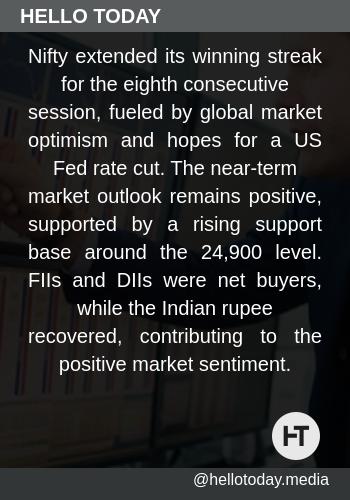 HELLO TODAY
Nifty extended its winning streak
for the eighth consecutive
session, fueled by global market
optimism and hopes for a US
Fed rate cut. The near-term
market outlook remains positive,
supported by a rising support
base around the 24,900 level.
FIIs and DIIs were net buyers,
while the Indian rupee
recovered, contributing to the
positive market sentiment.
HT
@hellotoday.media